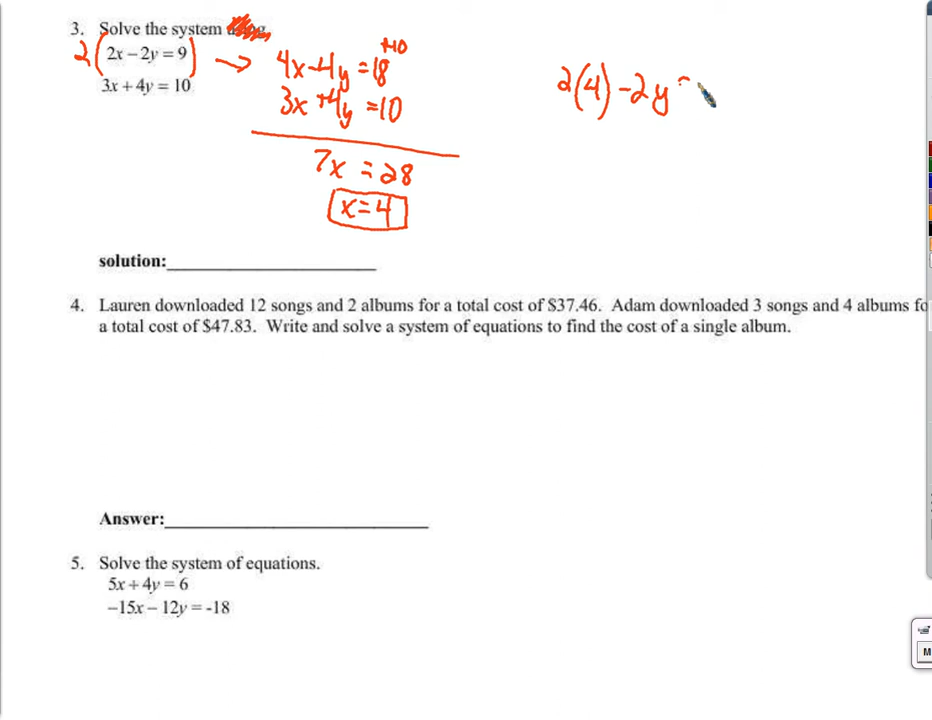 3. Solve the system
2(2x – 2y = 9) → 4x-4y=18 +10
3x + 4y = 10 3x+4y=10
2(4)-2y =
7x = 28
x=4
solution:
4. Lauren downloaded 12 songs and 2 albums for a total cost of $37.46. Adam downloaded 3 songs and 4 albums fo
a total cost of $47.83. Write and solve a system of equations to find the cost of a single album.
Answer:
5. Solve the system of equations.
5x + 4y = 6
–15x – 12y = -18
M